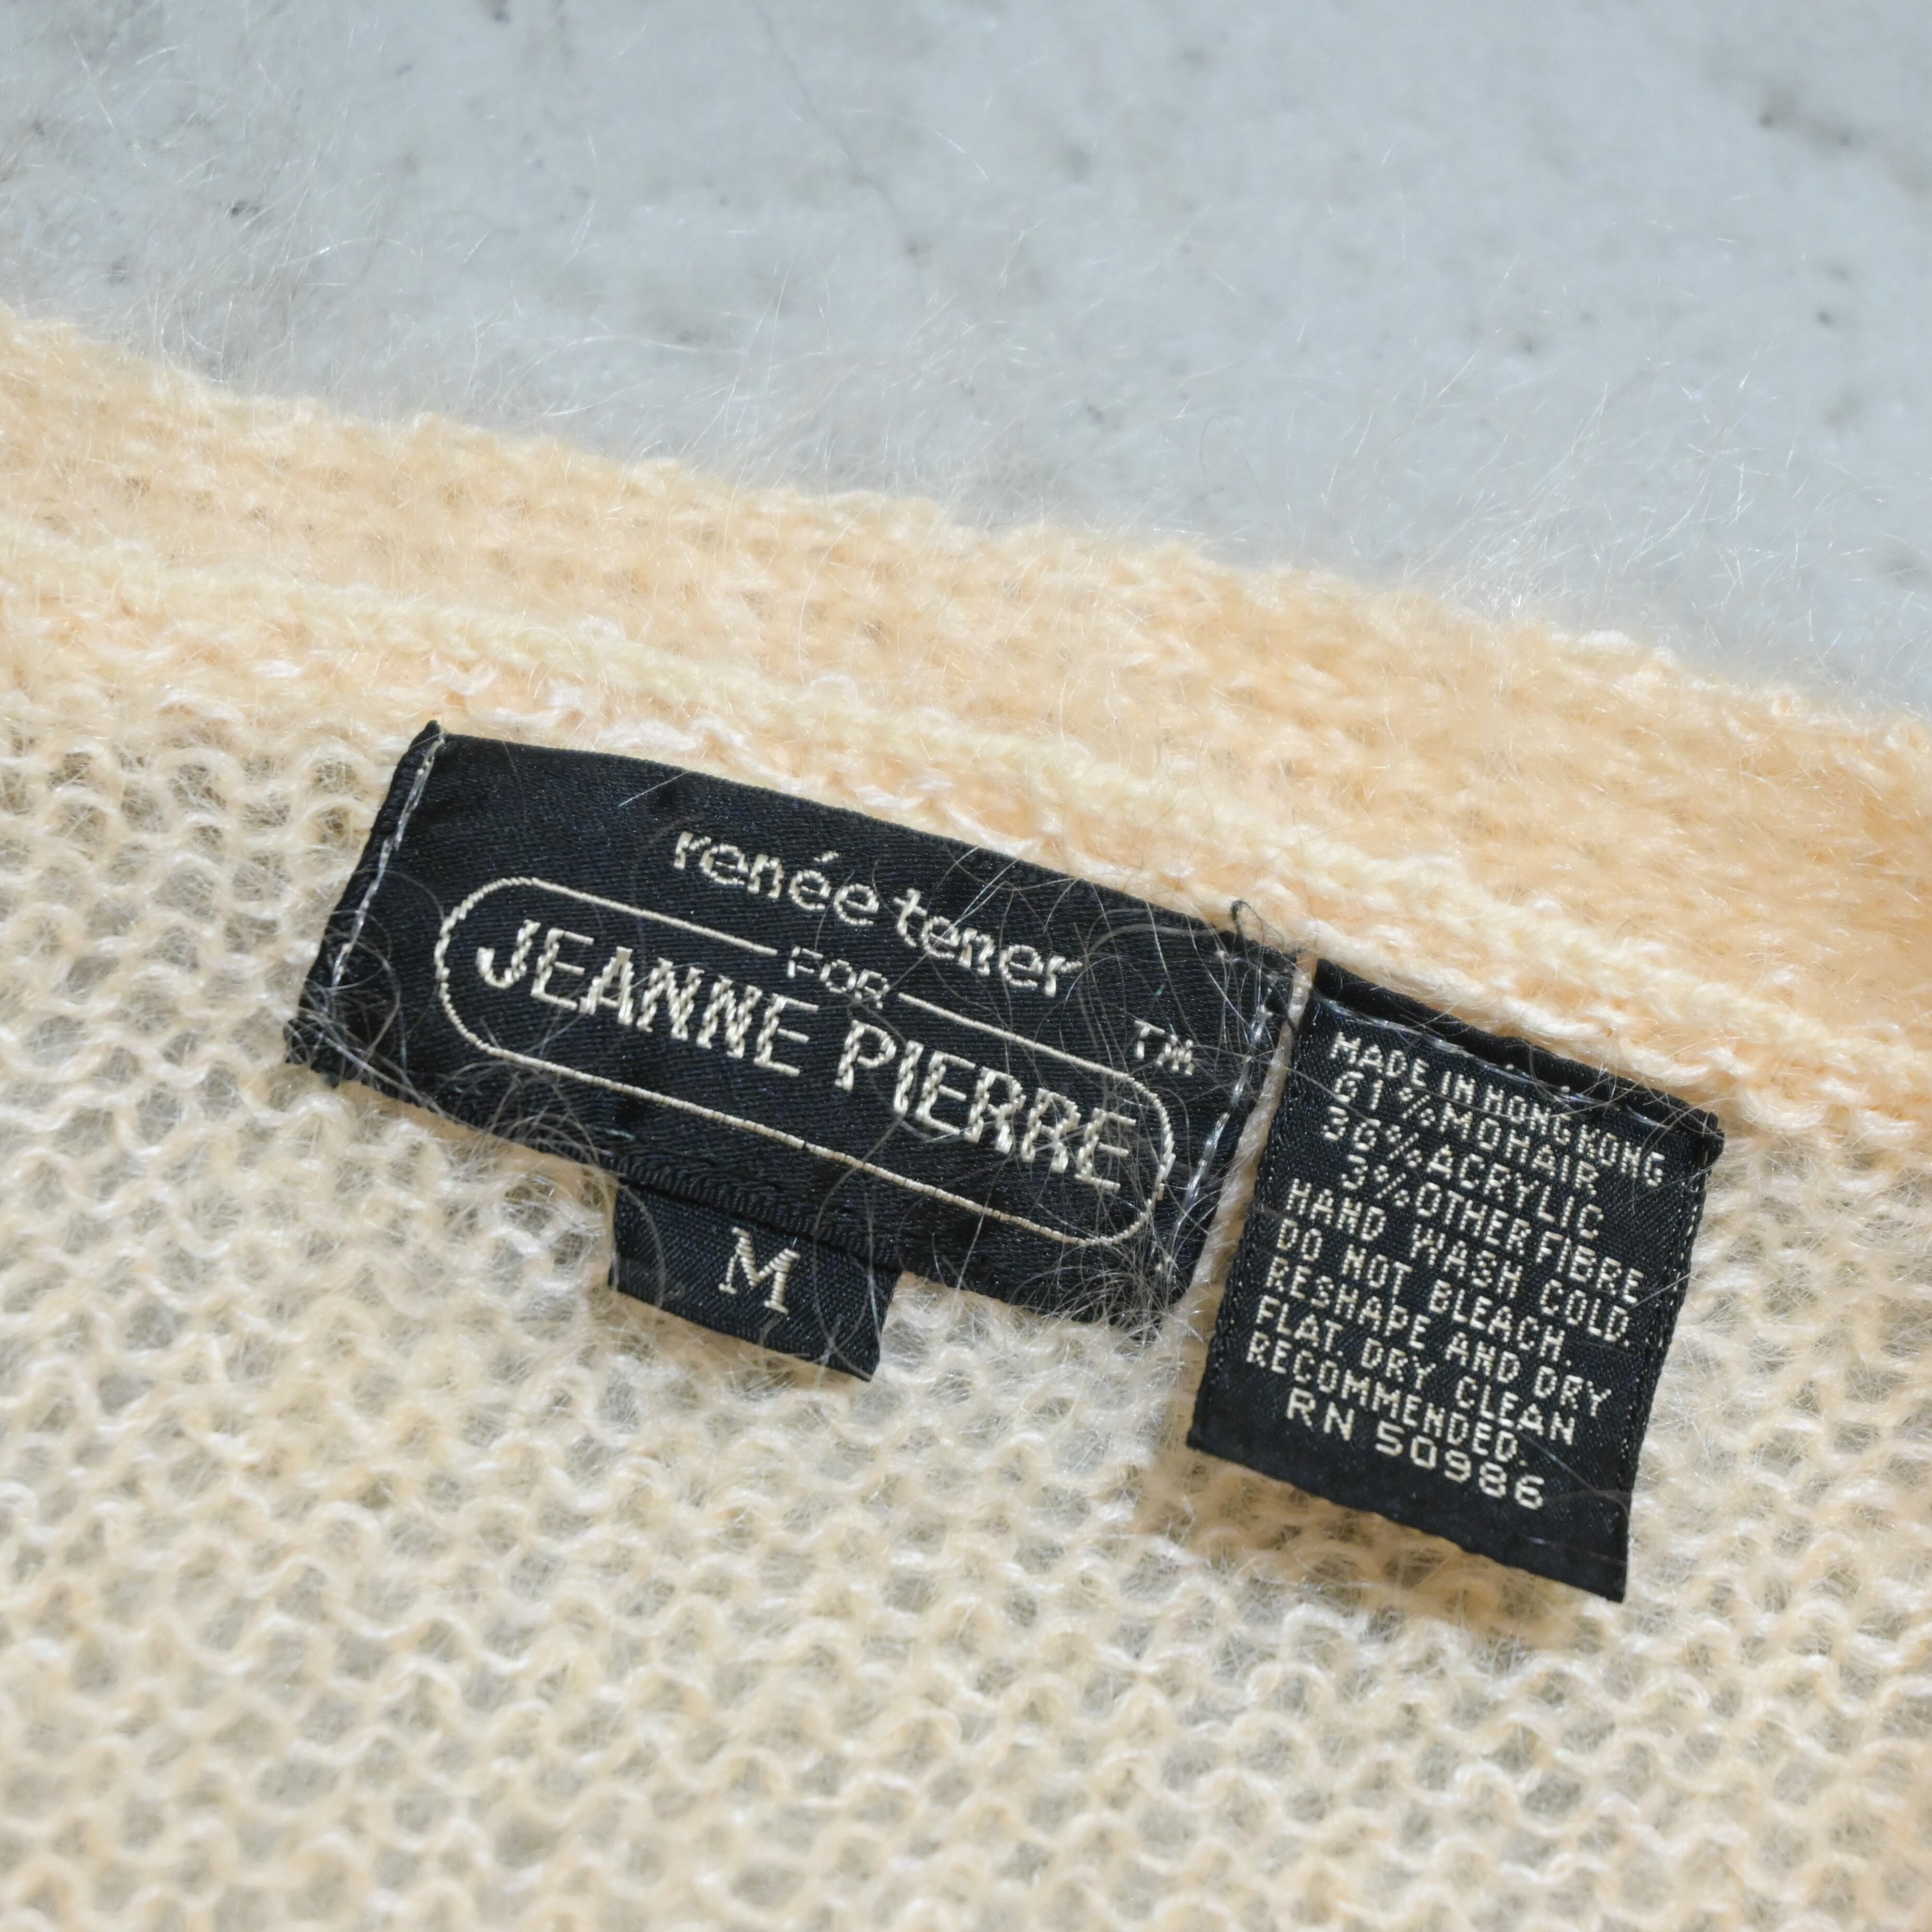 renée tener
FOR
JEANNE PIERRE
TM
M
MADE IN HONG KONG
61%MOHAIR
36%ACRYLIC
3%OTHER FIBRE
HAND WASH COLD.
DO NOT BLEACH.
RESHAPE AND DRY
FLAT. DRY CLEAN
RECOMMENDED.
RN 50986